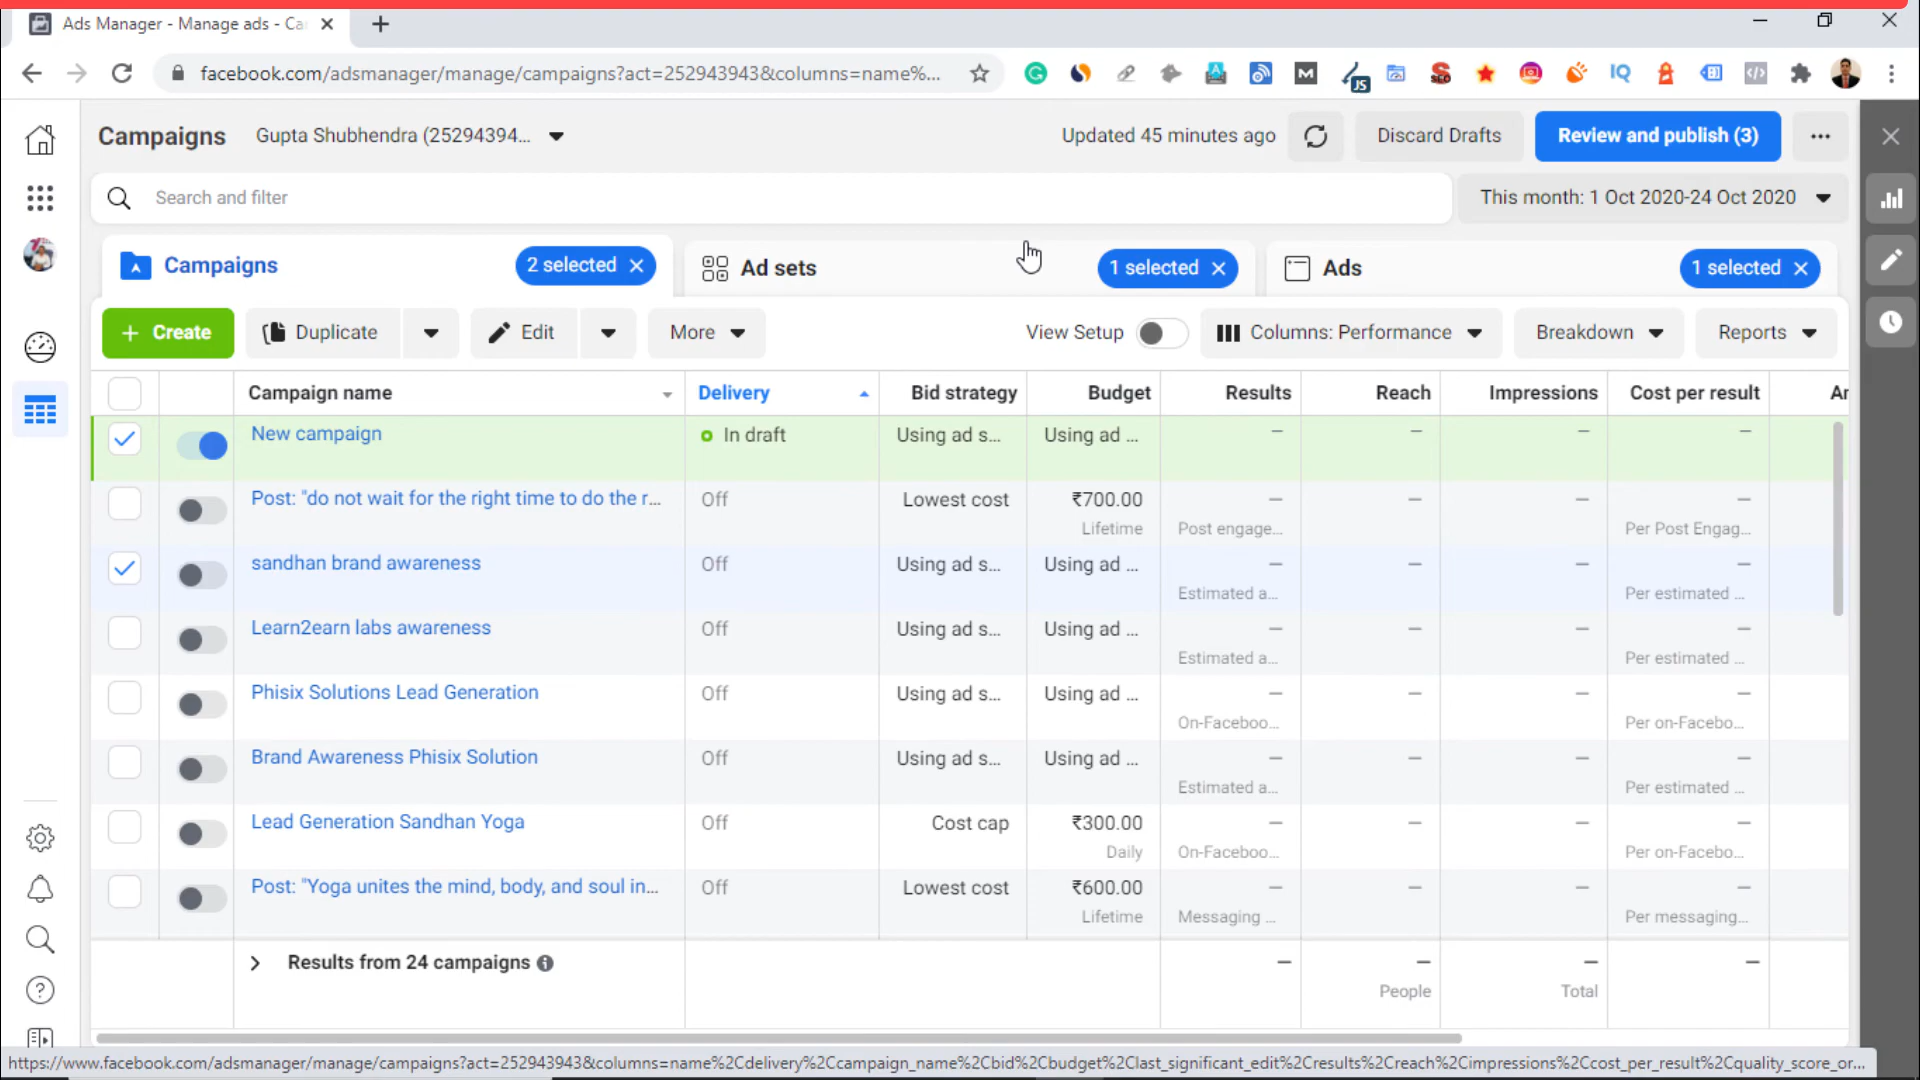 Ads Manager - Manage ads - Ca
facebook.com/adsmanager/manage/campaigns?act=252943943&columns=name%...
Campaigns
Gupta Shubhendra (25294394...
Updated 45 minutes ago
Discard Drafts
Review and publish (3)
Search and filter
This month: 1 Oct 2020-24 Oct 2020
Campaigns
2 selected
Ad sets
1 selected
Ads
1 selected
Create
Duplicate
Edit
More
View Setup
Columns: Performance
Breakdown
Reports
Campaign name
Delivery
Bid strategy
Budget
Results
Reach
Impressions
Cost per result
New campaign
In draft
Using ad s...
Using ad ...
— — — —
Post: "do not wait for the right time to do the r...
Off
Lowest cost
₹700.00
Lifetime
— — — —
Post engage...
Per Post Engag...
sandhan brand awareness
Off
Using ad s...
Using ad ...
— — — —
Estimated a...
Per estimated ...
Learn2earn labs awareness
Off
Using ad s...
Using ad ...
— — — —
Estimated a...
Per estimated ...
Phisix Solutions Lead Generation
Off
Using ad s...
Using ad ...
— — — —
On-Faceboo...
Per on-Facebo...
Brand Awareness Phisix Solution
Off
Using ad s...
Using ad ...
— — — —
Estimated a...
Per estimated ...
Lead Generation Sandhan Yoga
Off
Cost cap
₹300.00
Daily
— — — —
On-Faceboo...
Per on-Facebo...
Post: "Yoga unites the mind, body, and soul in...
Off
Lowest cost
₹600.00
Lifetime
— — — —
Messaging ...
Per messaging...
Results from 24 campaigns
— — — —
People
Total
https://www.facebook.com/adsmanager/manage/campaigns?act=252943943&columns=name%2Cdelivery%2Ccampaign_name%2Cbid%2Cbudget%2Clast_significant_edit%2Cresults%2Creach%2Cimpressions%2Ccost_per_result%2Cquality_score_or...